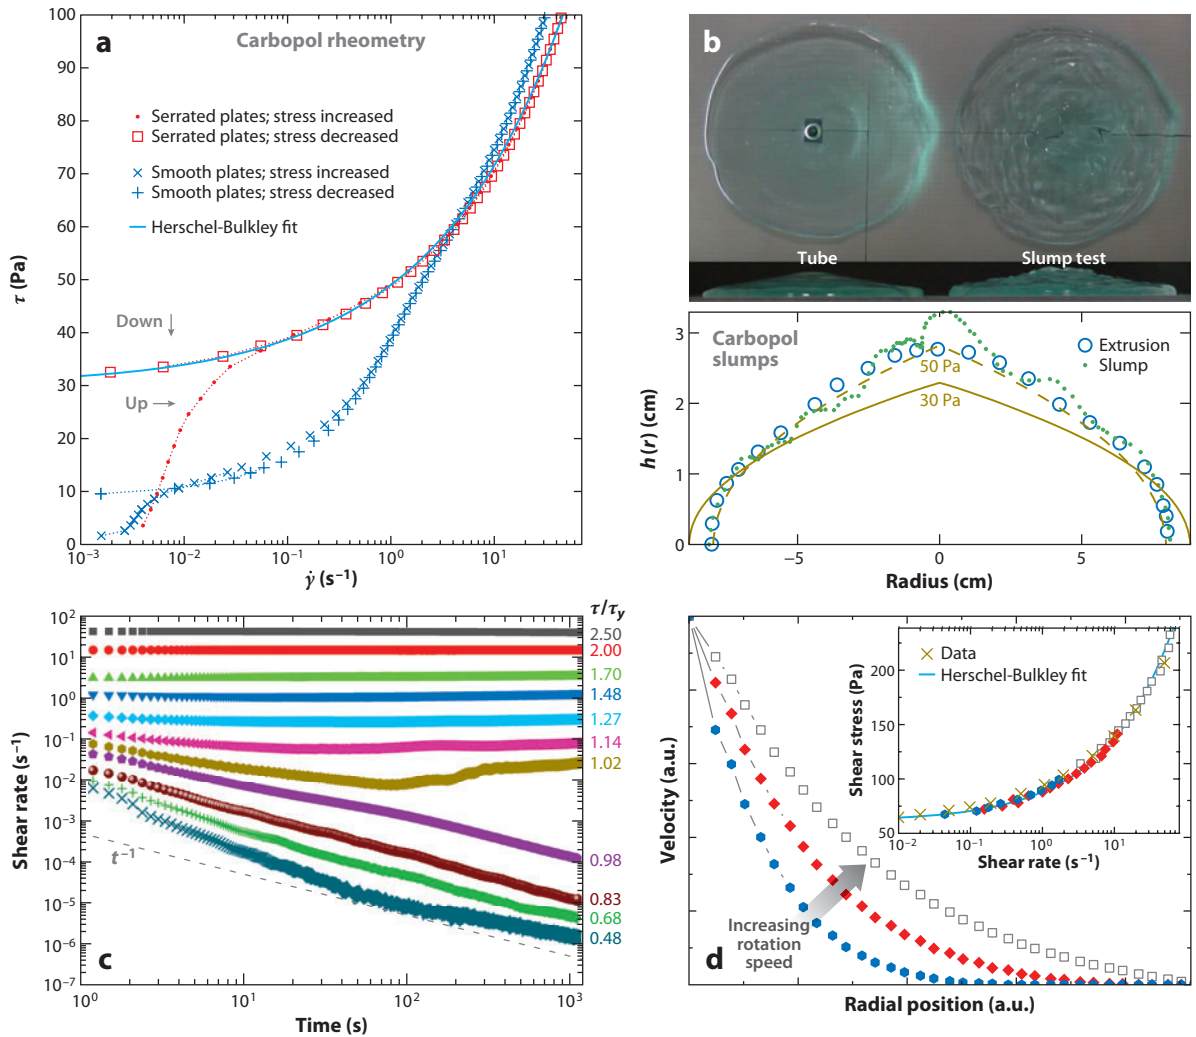 a
Carbopol rheometry
Serrated plates; stress increased
Serrated plates; stress decreased
Smooth plates; stress increased
Smooth plates; stress decreased
Herschel-Bulkley fit
Down
Up
τ (Pa)
100
90
80
70
60
50
40
30
20
10
0
10⁻³
10⁻²
10⁻¹
10⁰
10¹
γ̇ (s⁻¹)
b
Tube
Slump test
Carbopol
slumps
Extrusion
Slump
50 Pa
30 Pa
h(r) (cm)
3
2
1
0
−5
0
5
Radius (cm)
τ/τy
2.50
2.00
1.70
1.48
1.27
1.14
1.02
0.98
0.83
0.68
0.48
Shear rate (s⁻¹)
10²
10¹
10⁰
10⁻¹
10⁻²
10⁻³
10⁻⁴
10⁻⁵
10⁻⁶
10⁻⁷
t⁻¹
c
10⁰
10¹
10²
10³
Time (s)
Velocity (a.u.)
Increasing
rotation
speed
d
Radial position (a.u.)
Data
Herschel-Bulkley fit
Shear stress (Pa)
200
150
100
50
10⁻²
10⁻¹
10⁰
10¹
Shear rate (s⁻¹)